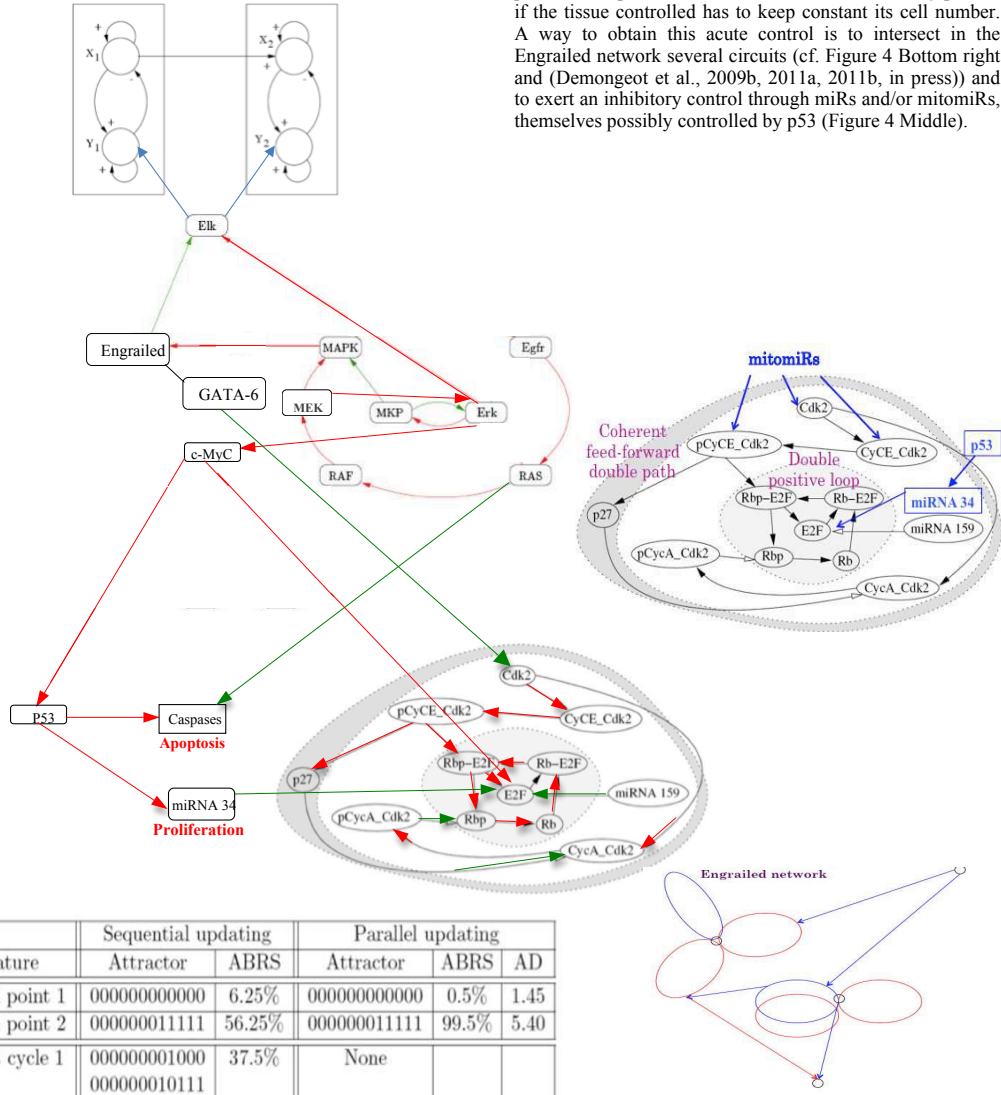 if the tissue controlled has to keep constant its cell number.
A way to obtain this acute control is to intersect in the
Engrailed network several circuits (cf. Figure 4 Bottom right
and (Demongeot et al., 2009b, 2011a, 2011b, in press)) and
to exert an inhibitory control through miRs and/or mitomiRs,
themselves possibly controlled by p53 (Figure 4 Middle).
+ +
X1 X2
+
- -
+ +
Y1 Y2
+ +
Elk
Engrailed
MAPK
Egfr
GATA-6
MEK
MKP
Erk
c-MyC
RAF
RAS
mitomiRs
Cdk2
Coherent
feed-forward
double path
pCyCE_Cdk2
CyCE_Cdk2
p53
Double
positive loop
Rbp-E2F
Rb-E2F
miRNA 34
p27
E2F
miRNA 159
pCycA_Cdk2
Rbp
Rb
CycA_Cdk2
Cdk2
P53
Caspases
Apoptosis
pCyCE_Cdk2
CyCE_Cdk2
Rbp-E2F
Rb-E2F
p27
E2F
miRNA 159
miRNA 34
Proliferation
pCycA_Cdk2
Rbp
Rb
CycA_Cdk2
Engrailed network
Sequential updating Parallel updating
ature Attractor ABRS Attractor ABRS AD
point 1 000000000000 6.25% 000000000000 0.5% 1.45
point 2 000000011111 56.25% 000000011111 99.5% 5.40
cycle 1 000000001000 37.5% None
000000010111